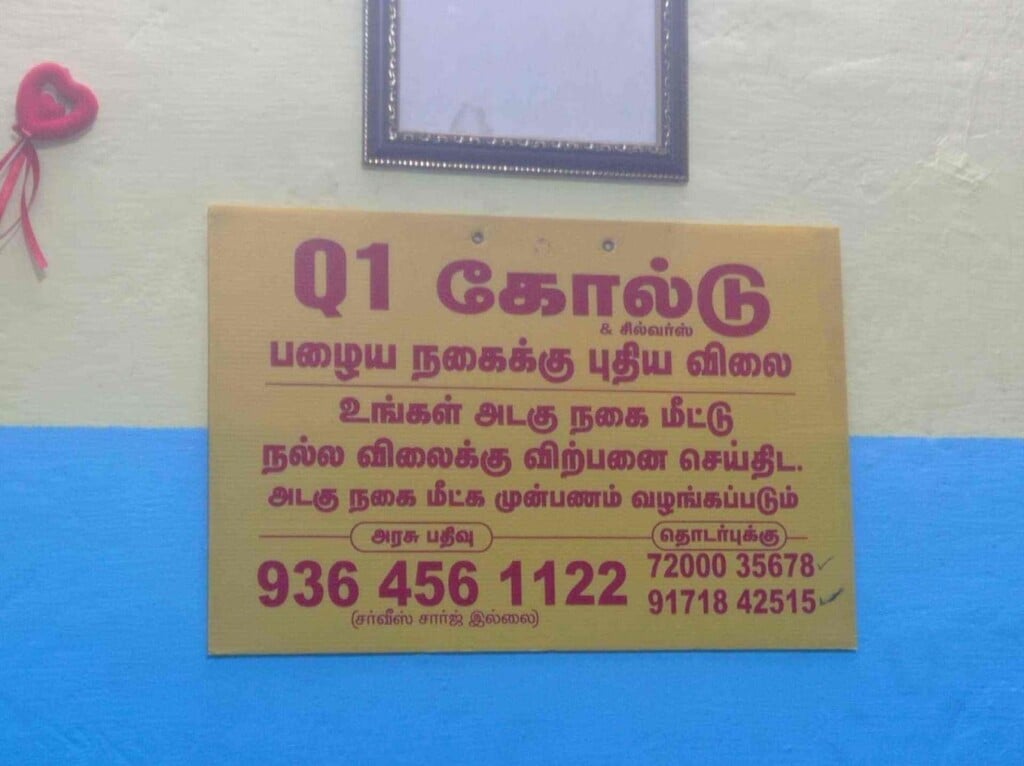 Q1 கோல்டு
& சில்வர்ஸ்
பழைய நகைக்கு புதிய விலை
உங்கள் அடகு நகை மீட்டு
நல்ல விலைக்கு விற்பனை செய்திட.
அடகு நகை மீட்க முன்பணம் வழங்கப்படும்
அரசு பதிவு
936 456 1122
(சர்வீஸ் சார்ஜ் இல்லை)
தொடர்புக்கு
72000 35678
91718 42515